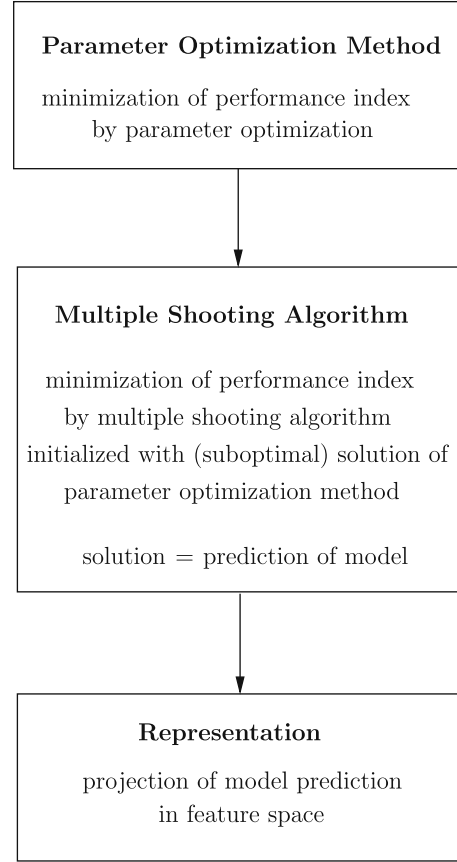 Parameter Optimization Method
minimization of performance index
by parameter optimization
Multiple Shooting Algorithm
minimization of performance index
by multiple shooting algorithm
initialized with (suboptimal) solution of
parameter optimization method
solution = prediction of model
Representation
projection of model prediction
in feature space